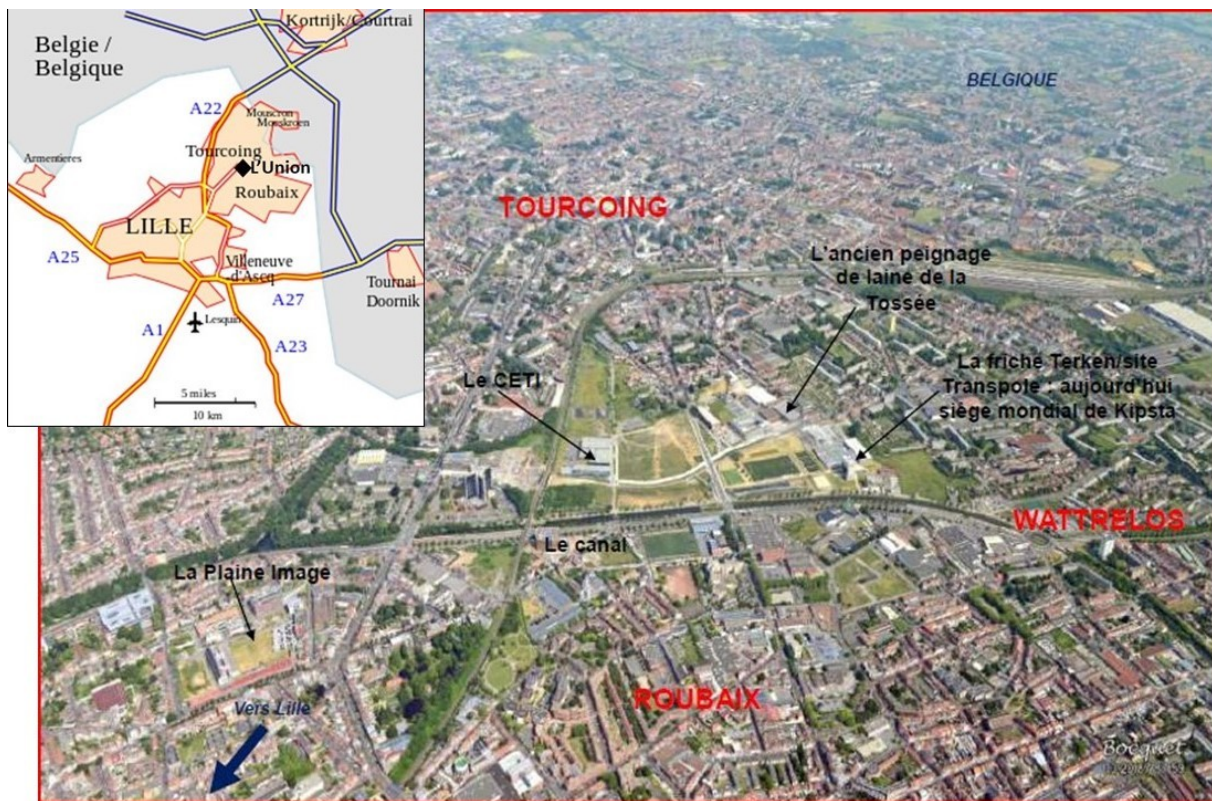 Kortrijk/Courtrai
Belgie /
Belgique
A22
Mouscron
Mouskroen
Armentieres
Tourcoing
L'Union
Roubaix
LILLE
A25
Villeneuve
-d'Ascq
Tournai
Doornik
A27
A1
Lesquin
A23
5 miles
10 km
BELGIQUE
TOURCOING
L'ancien peignage
de laine de la
Tossée
La friche Terken/site
Transpole : aujourd'hui
siège mondial de Kipsta
Le CETI
WATTRELOS
Le canal
La Plaine Image
ROUBAIX
Vers Lille
Bocquet